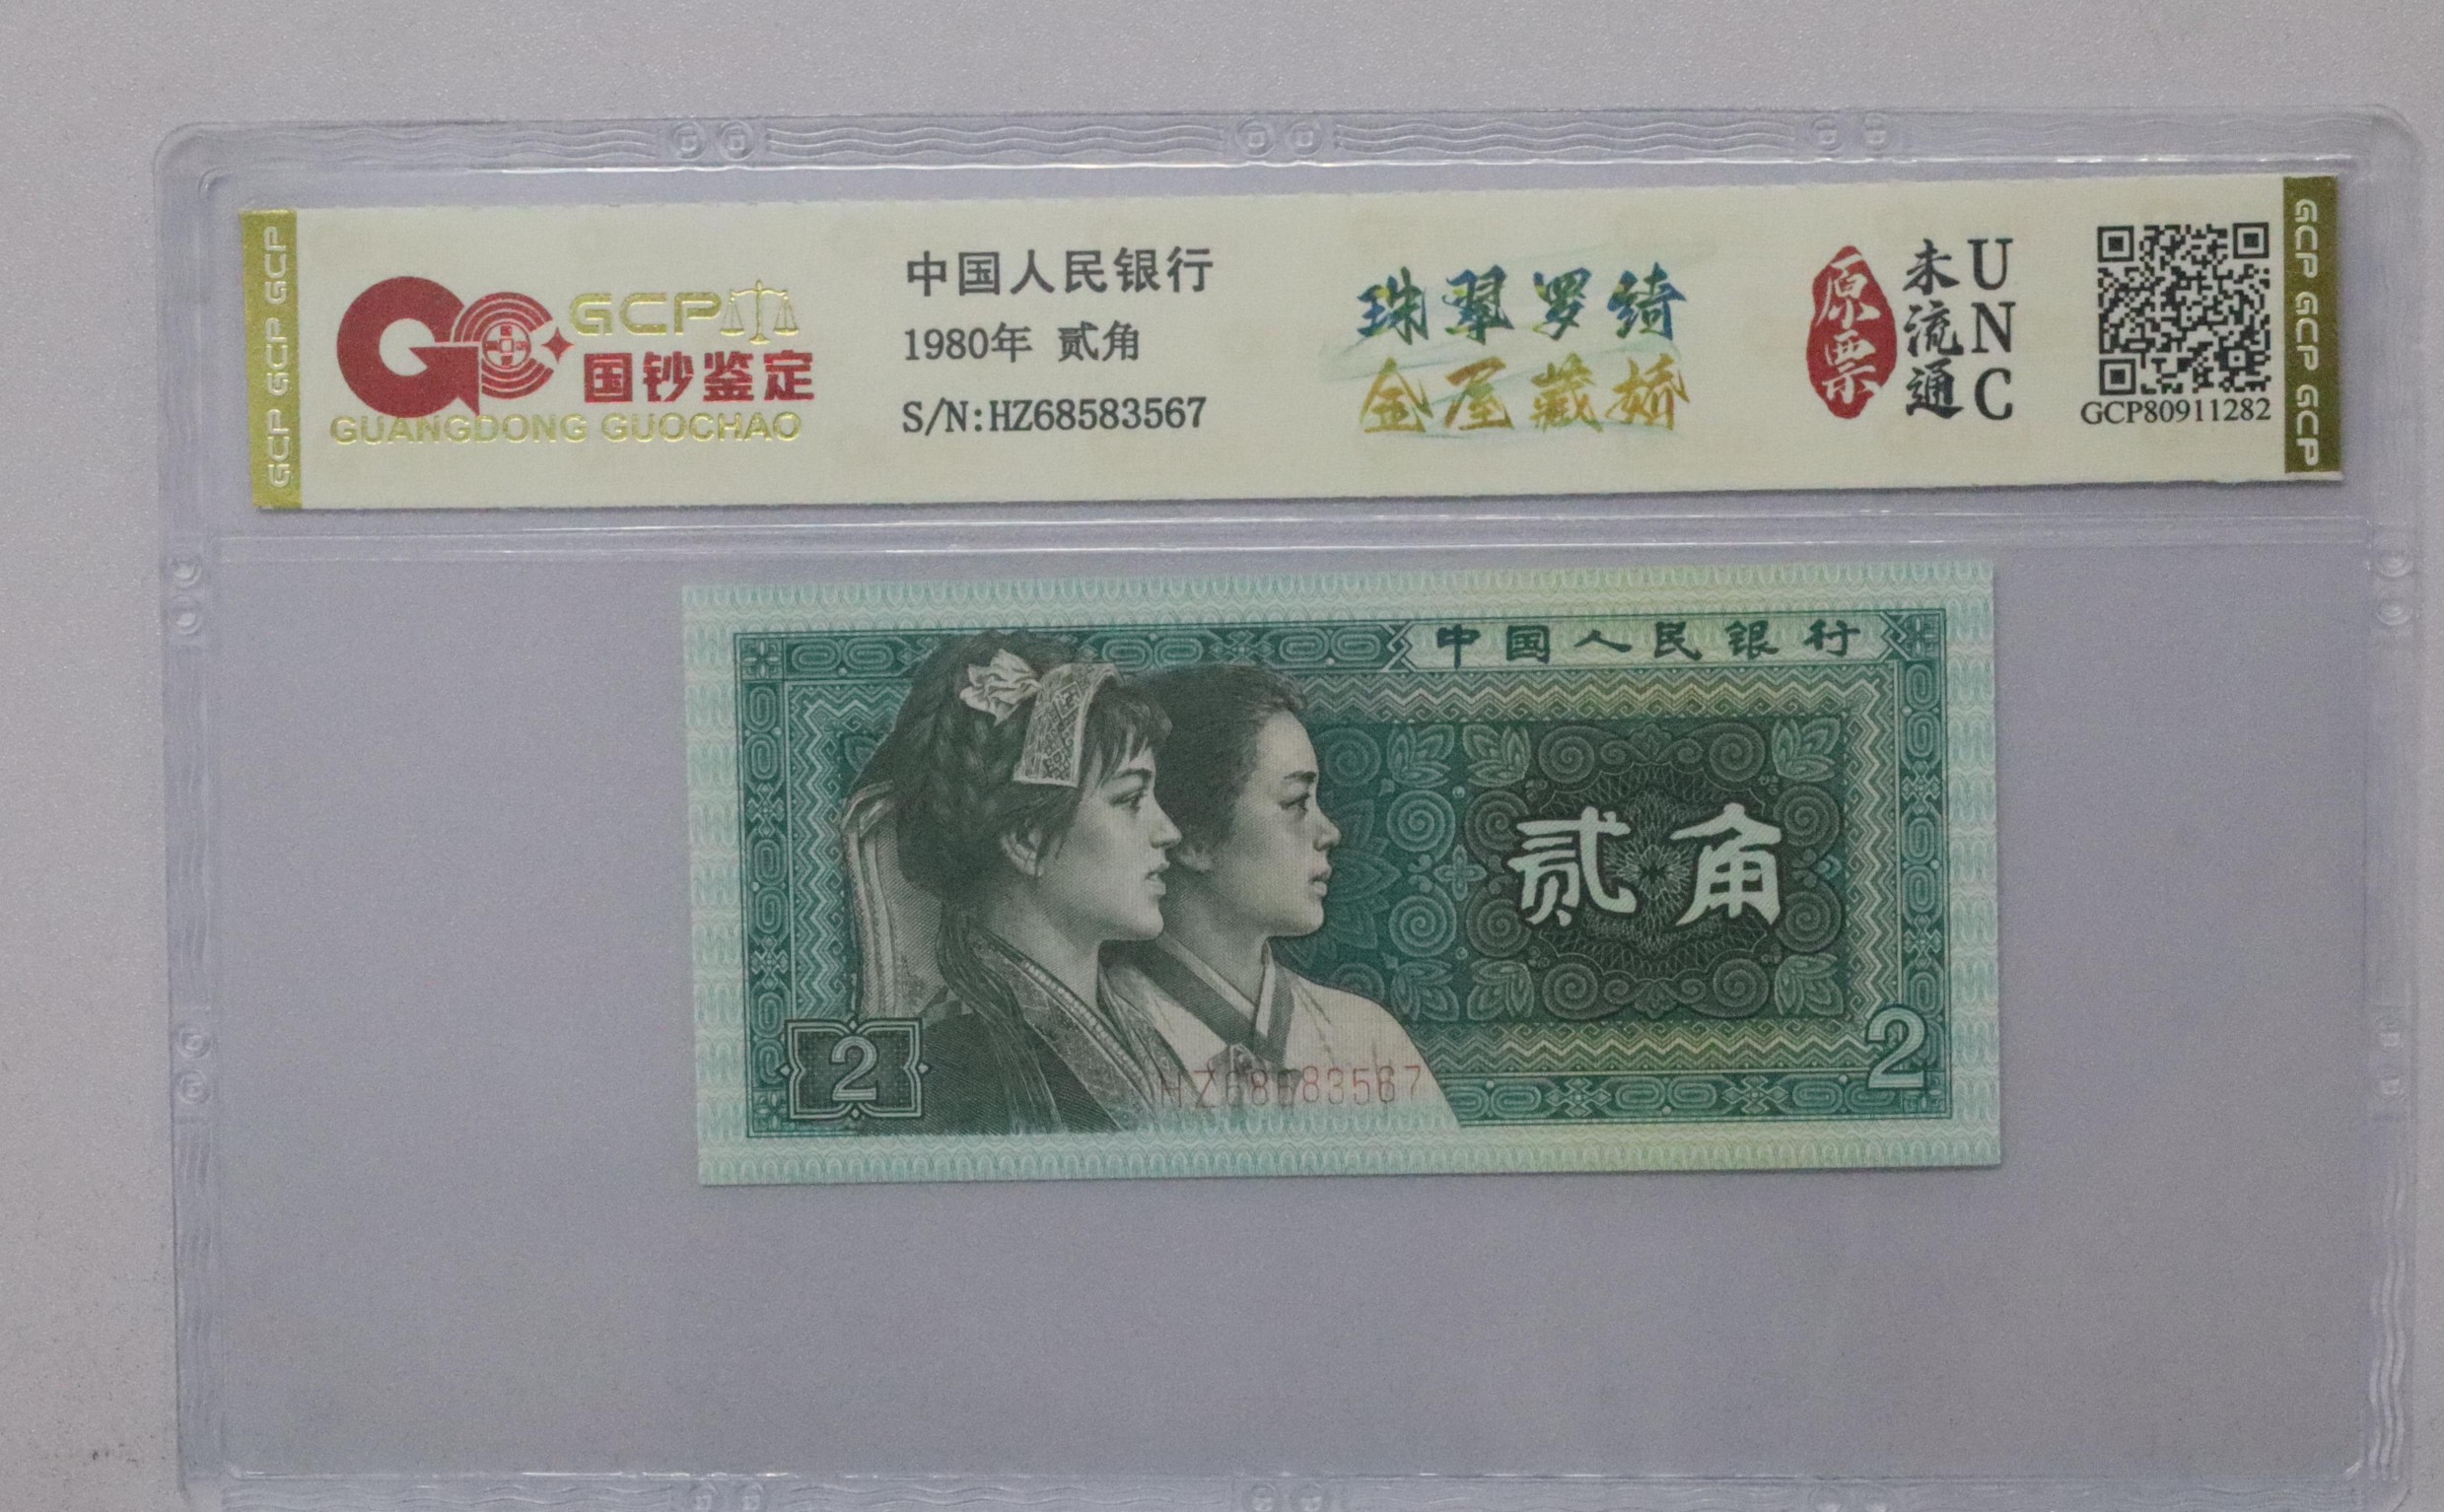 GCP GCP GCP
GCP
国钞鉴定
GUANGDONG GUOCHAO
中国人民银行
1980年 贰角
S/N:HZ68583567
珠翠罗绮
金屋藏娇
原票
未流通
UNC
GCP80911282
GCP GCP GCP
中国人民银行
贰角
2
HZ68583567
2